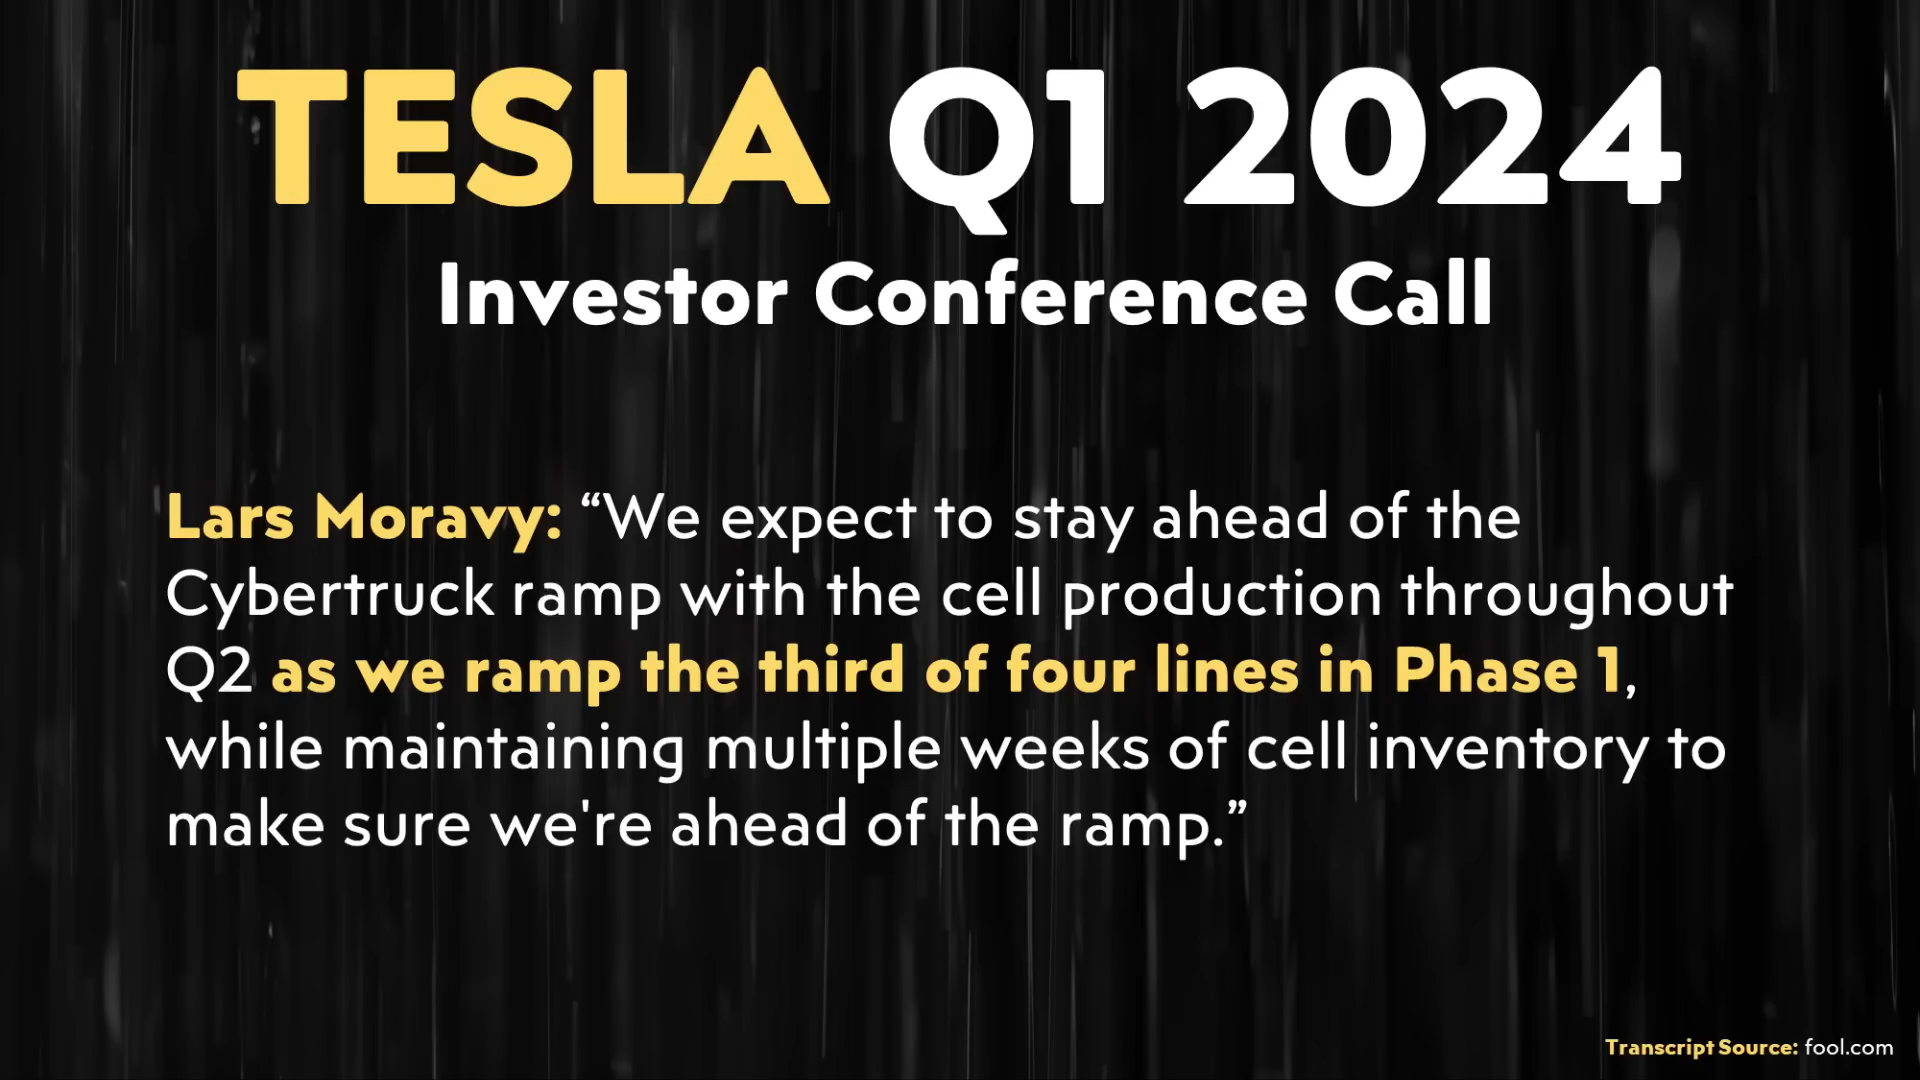 TESLA Q1 2024
Investor Conference Call
Lars Moravy: “We expect to stay ahead of the
Cybertruck ramp with the cell production throughout
Q2 as we ramp the third of four lines in Phase 1,
while maintaining multiple weeks of cell inventory to
make sure we're ahead of the ramp.”
Transcript Source: fool.com